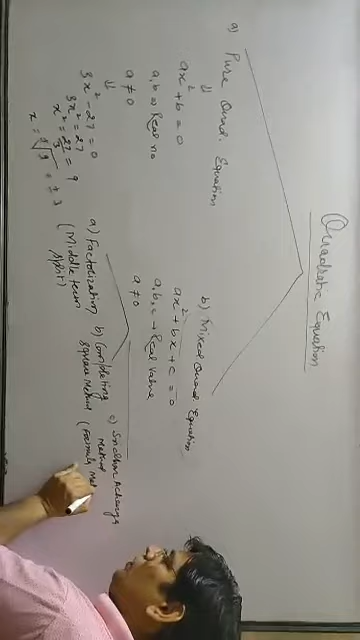 Quadratic Equation
a) Pure Quad. Equation
⇓
ax² + b = 0
a, b ∈ Real no
a ≠ 0
⇓
3x² - 27 = 0
3x² = 27
x² = 27/3 = 9
x = √9 = ± 3
b) Mixed Quad. Equation
ax² + bx + c = 0
a, b, c → Real Value
a ≠ 0
a) Factorization
(Middle term
split)
b) Completing
square Method
c) Acharya
Method
(Formula